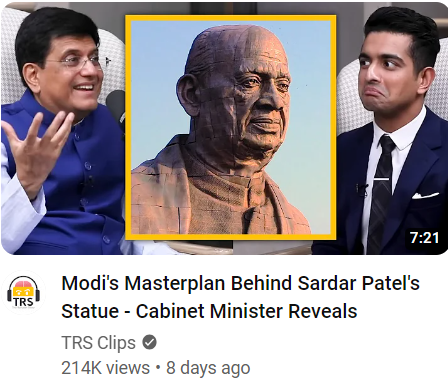 TRS
7:21
TRS
Modi's Masterplan Behind Sardar Patel's
Statue - Cabinet Minister Reveals
TRS Clips
214K views • 8 days ago